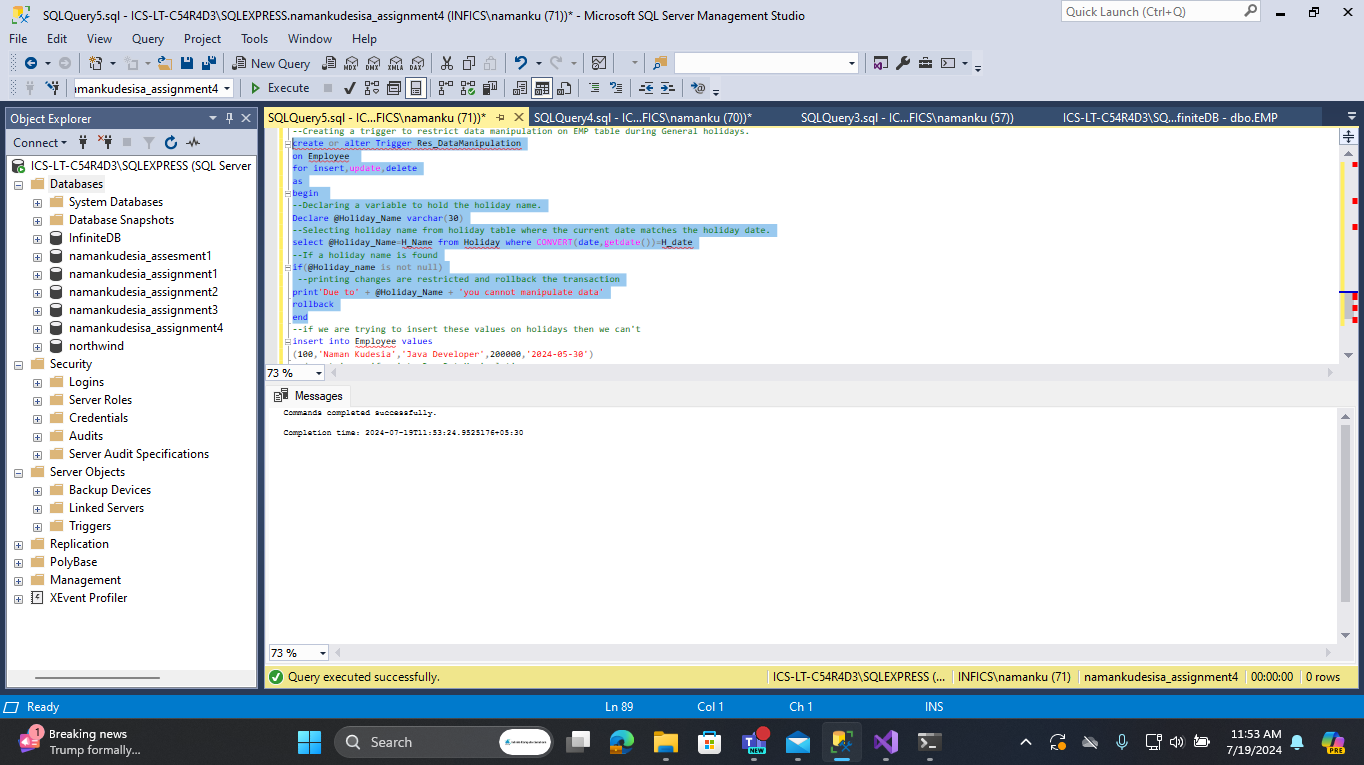 SQLQuery5.sql - ICS-LT-C54R4D3\SQLEXPRESS.namankudesisa_assignment4 (INFICS\namanku (71))* - Microsoft SQL Server Management Studio
Quick Launch (Ctrl+Q)
File Edit View Query Project Tools Window Help
New Query MDX DMX XMLA DAX
namankudesisa_assignment4 Execute
Object Explorer
SQLQuery5.sql - IC...FICS\namanku (71))* SQLQuery4.sql - IC...FICS\namanku (70))* SQLQuery3.sql - IC...FICS\namanku (57)) ICS-LT-C54R4D3\SQ...finiteDB - dbo.EMP
Connect
ICS-LT-C54R4D3\SQLEXPRESS (SQL Server
Databases
System Databases
Database Snapshots
InfiniteDB
namankudesia_assesment1
namankudesia_assignment1
namankudesia_assignment2
namankudesia_assignment3
namankudesisa_assignment4
northwind
Security
Logins
Server Roles
Credentials
Audits
Server Audit Specifications
Server Objects
Backup Devices
Linked Servers
Triggers
Replication
PolyBase
Management
XEvent Profiler
--Creating a trigger to restrict data manipulation on EMP table during General holidays.
create or alter Trigger Res_DataManipulation
on Employee
for insert,update,delete
as
begin
--Declaring a variable to hold the holiday name.
Declare @Holiday_Name varchar(30)
--Selecting holiday name from holiday table where the current date matches the holiday date.
select @Holiday_Name=H_Name from Holiday where CONVERT(date,getdate())=H_date
--If a holiday name is found
if(@Holiday_name is not null)
--printing changes are restricted and rollback the transaction
print'Due to' + @Holiday_Name + 'you cannot manipulate data'
rollback
end
--if we are trying to insert these values on holidays then we can't
insert into Employee values
(100,'Naman Kudesia','Java Developer',200000,'2024-05-30')
73 %
Messages
Commands completed successfully.
Completion time: 2024-07-19T11:53:24.9525176+05:30
73 %
Query executed successfully. ICS-LT-C54R4D3\SQLEXPRESS (... INFICS\namanku (71) namankudesisa_assignment4 00:00:00 0 rows
Ready Ln 89 Col 1 Ch 1 INS
1
Breaking news
Trump formally...
Search
NEW
11:53 AM
7/19/2024
PRE